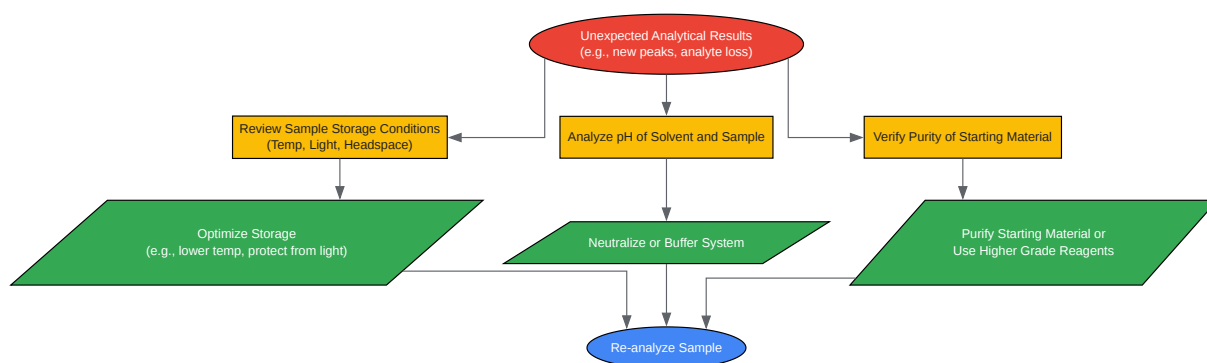 Unexpected Analytical Results
(e.g., new peaks, analyte loss)
Review Sample Storage Conditions
(Temp, Light, Headspace)
Analyze pH of Solvent and Sample
Verify Purity of Starting Material
Optimize Storage
(e.g., lower temp, protect from light)
Neutralize or Buffer System
Purify Starting Material or
Use Higher Grade Reagents
Re-analyze Sample